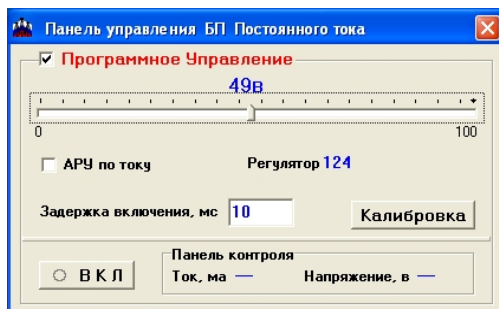 Панель управления БП Постоянного тока
Программное Управление
49в
0 100
АРУ по току Регулятор 124
Задержка включения, мс 10 Калибровка
Панель контроля
ВКЛ Ток, ма — Напряжение, в —